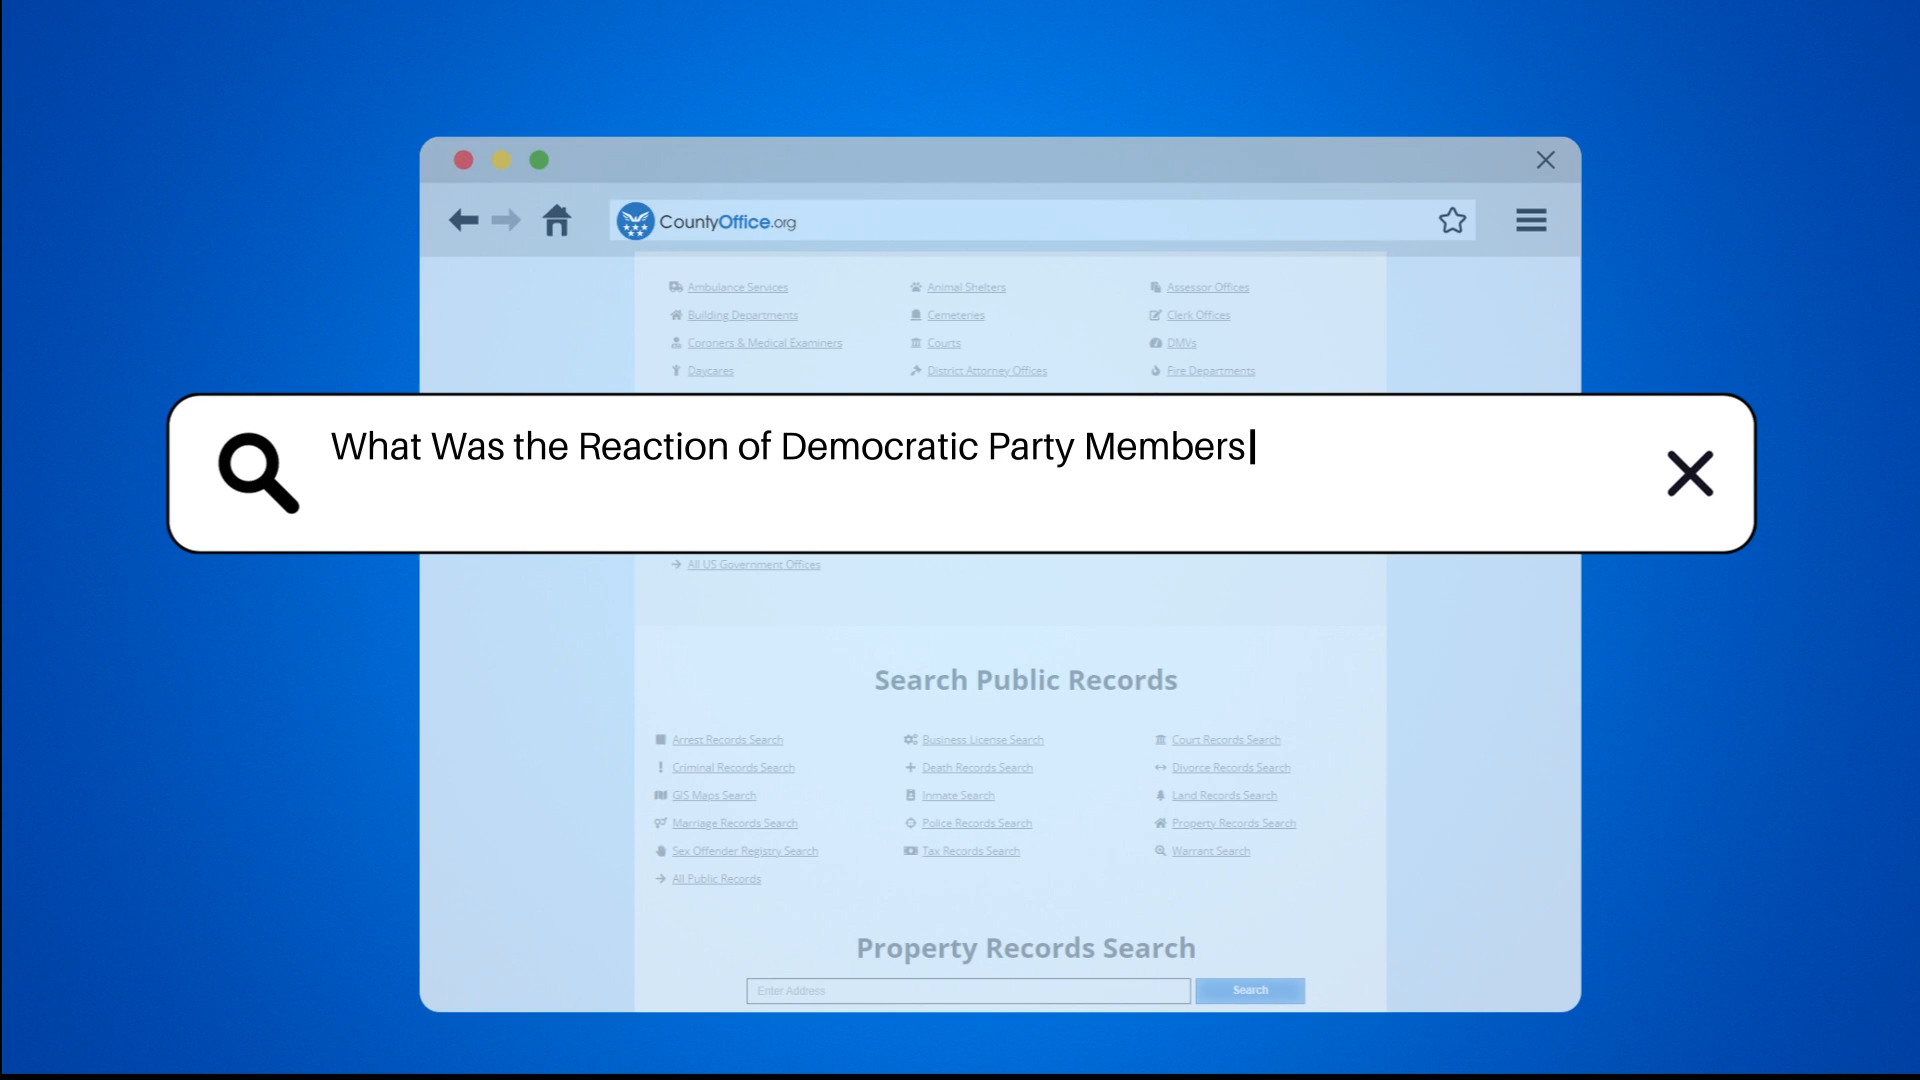 CountyOffice.org
Ambulance Services Animal Shelters Assessor Offices
Building Departments Cemeteries Clerk Offices
Coroners & Medical Examiners Courts DMVs
Daycares District Attorney Offices Fire Departments
What Was the Reaction of Democratic Party Members
All US Government Offices
Search Public Records
Arrest Records Search Business License Search Court Records Search
Criminal Records Search Death Records Search Divorce Records Search
GIS Maps Search Inmate Search Land Records Search
Marriage Records Search Police Records Search Property Records Search
Sex Offender Registry Search Tax Records Search Warrant Search
All Public Records
Property Records Search
Enter Address Search